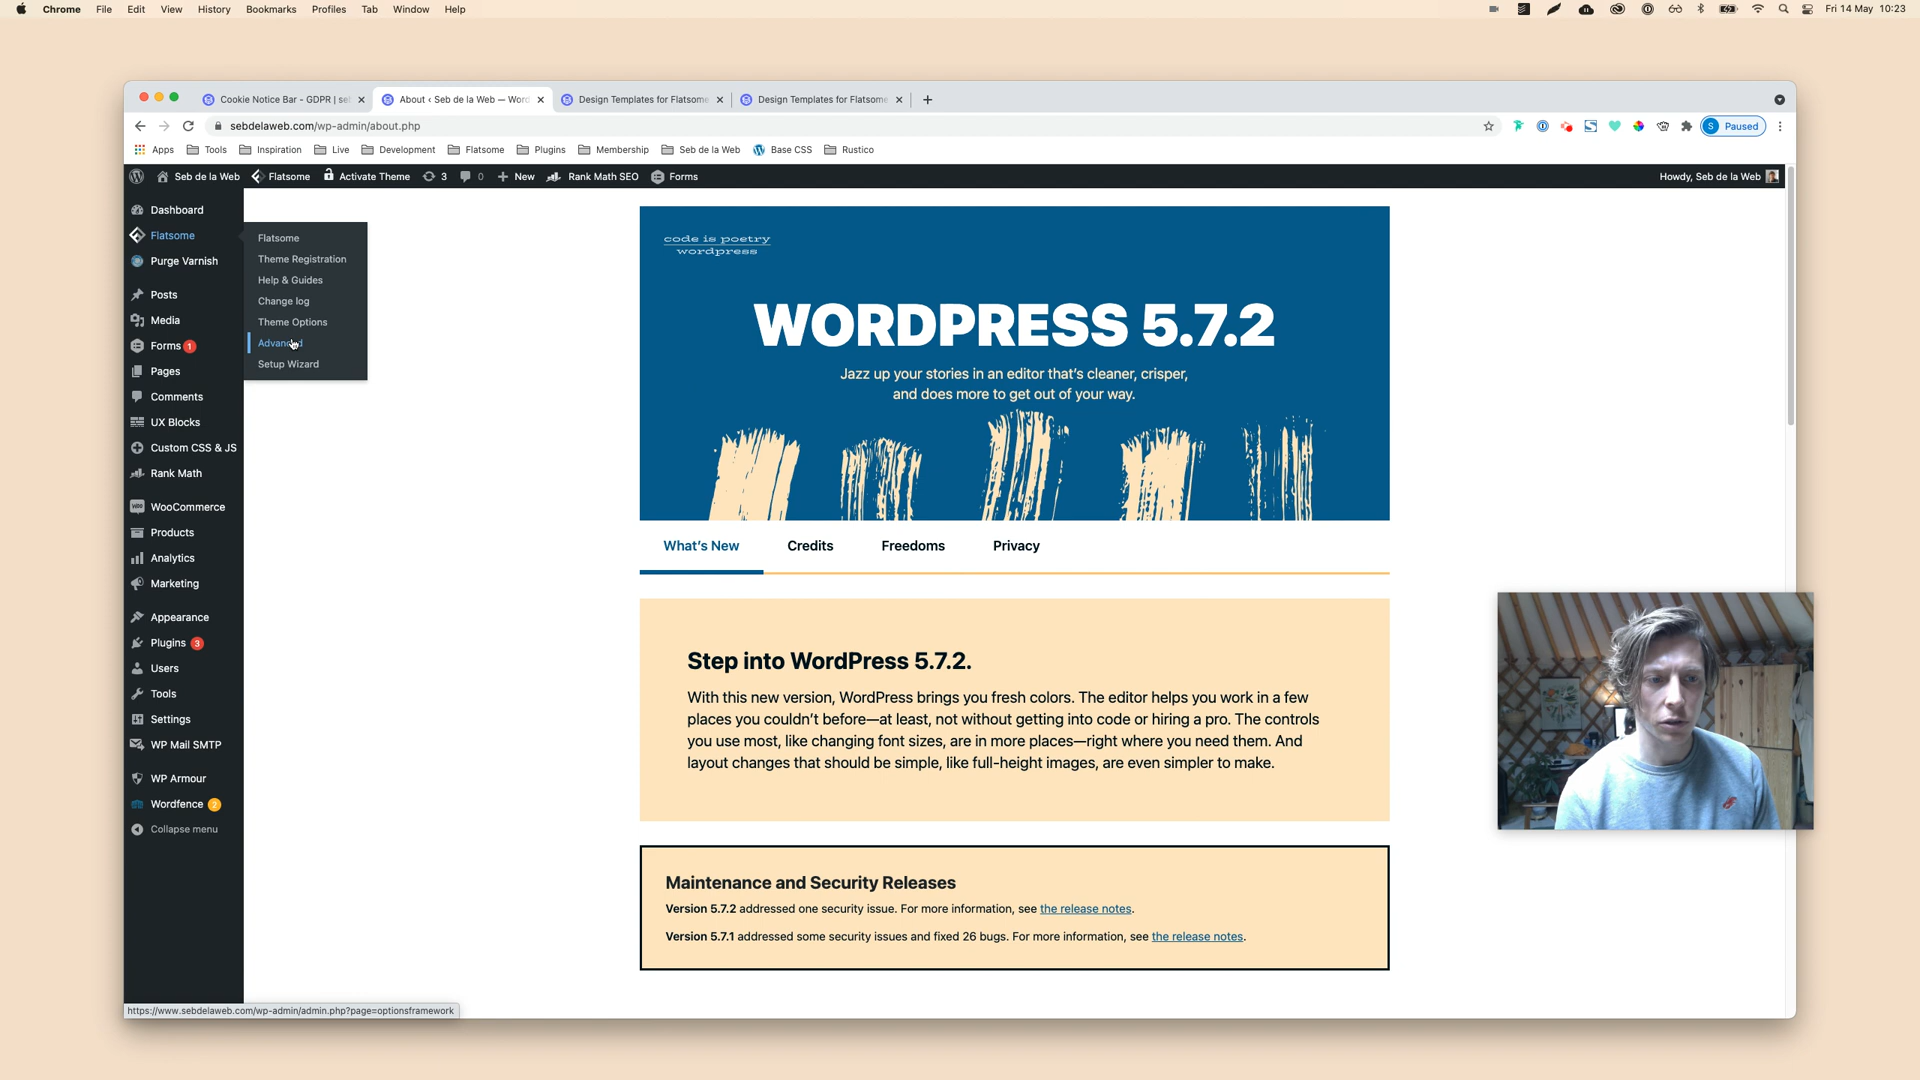 Chrome File Edit View History Bookmarks Profiles Tab Window Help
Fri 14 May 10:23
Cookie Notice Bar - GDPR | se
About ‹ Seb de la Web — Word
Design Templates for Flatsome
Design Templates for Flatsome
sebdelaweb.com/wp-admin/about.php
S Paused
Apps Tools Inspiration Live Development Flatsome Plugins Membership Seb de la Web Base CSS Rustico
Seb de la Web Flatsome Activate Theme 3 0 New Rank Math SEO Forms
Howdy, Seb de la Web
Dashboard
Flatsome
Purge Varnish
Posts
Media
Forms 1
Pages
Comments
UX Blocks
Custom CSS & JS
Rank Math
WooCommerce
Products
Analytics
Marketing
Appearance
Plugins 3
Users
Tools
Settings
WP Mail SMTP
WP Armour
Wordfence 2
Collapse menu
Flatsome
Theme Registration
Help & Guides
Change log
Theme Options
Advanced
Setup Wizard
code is poetry
wordpress
WORDPRESS 5.7.2
Jazz up your stories in an editor that's cleaner, crisper,
and does more to get out of your way.
What's New Credits Freedoms Privacy
Step into WordPress 5.7.2.
With this new version, WordPress brings you fresh colors. The editor helps you work in a few
places you couldn't before—at least, not without getting into code or hiring a pro. The controls
you use most, like changing font sizes, are in more places—right where you need them. And
layout changes that should be simple, like full-height images, are even simpler to make.
Maintenance and Security Releases
Version 5.7.2 addressed one security issue. For more information, see the release notes.
Version 5.7.1 addressed some security issues and fixed 26 bugs. For more information, see the release notes.
https://www.sebdelaweb.com/wp-admin/admin.php?page=optionsframework